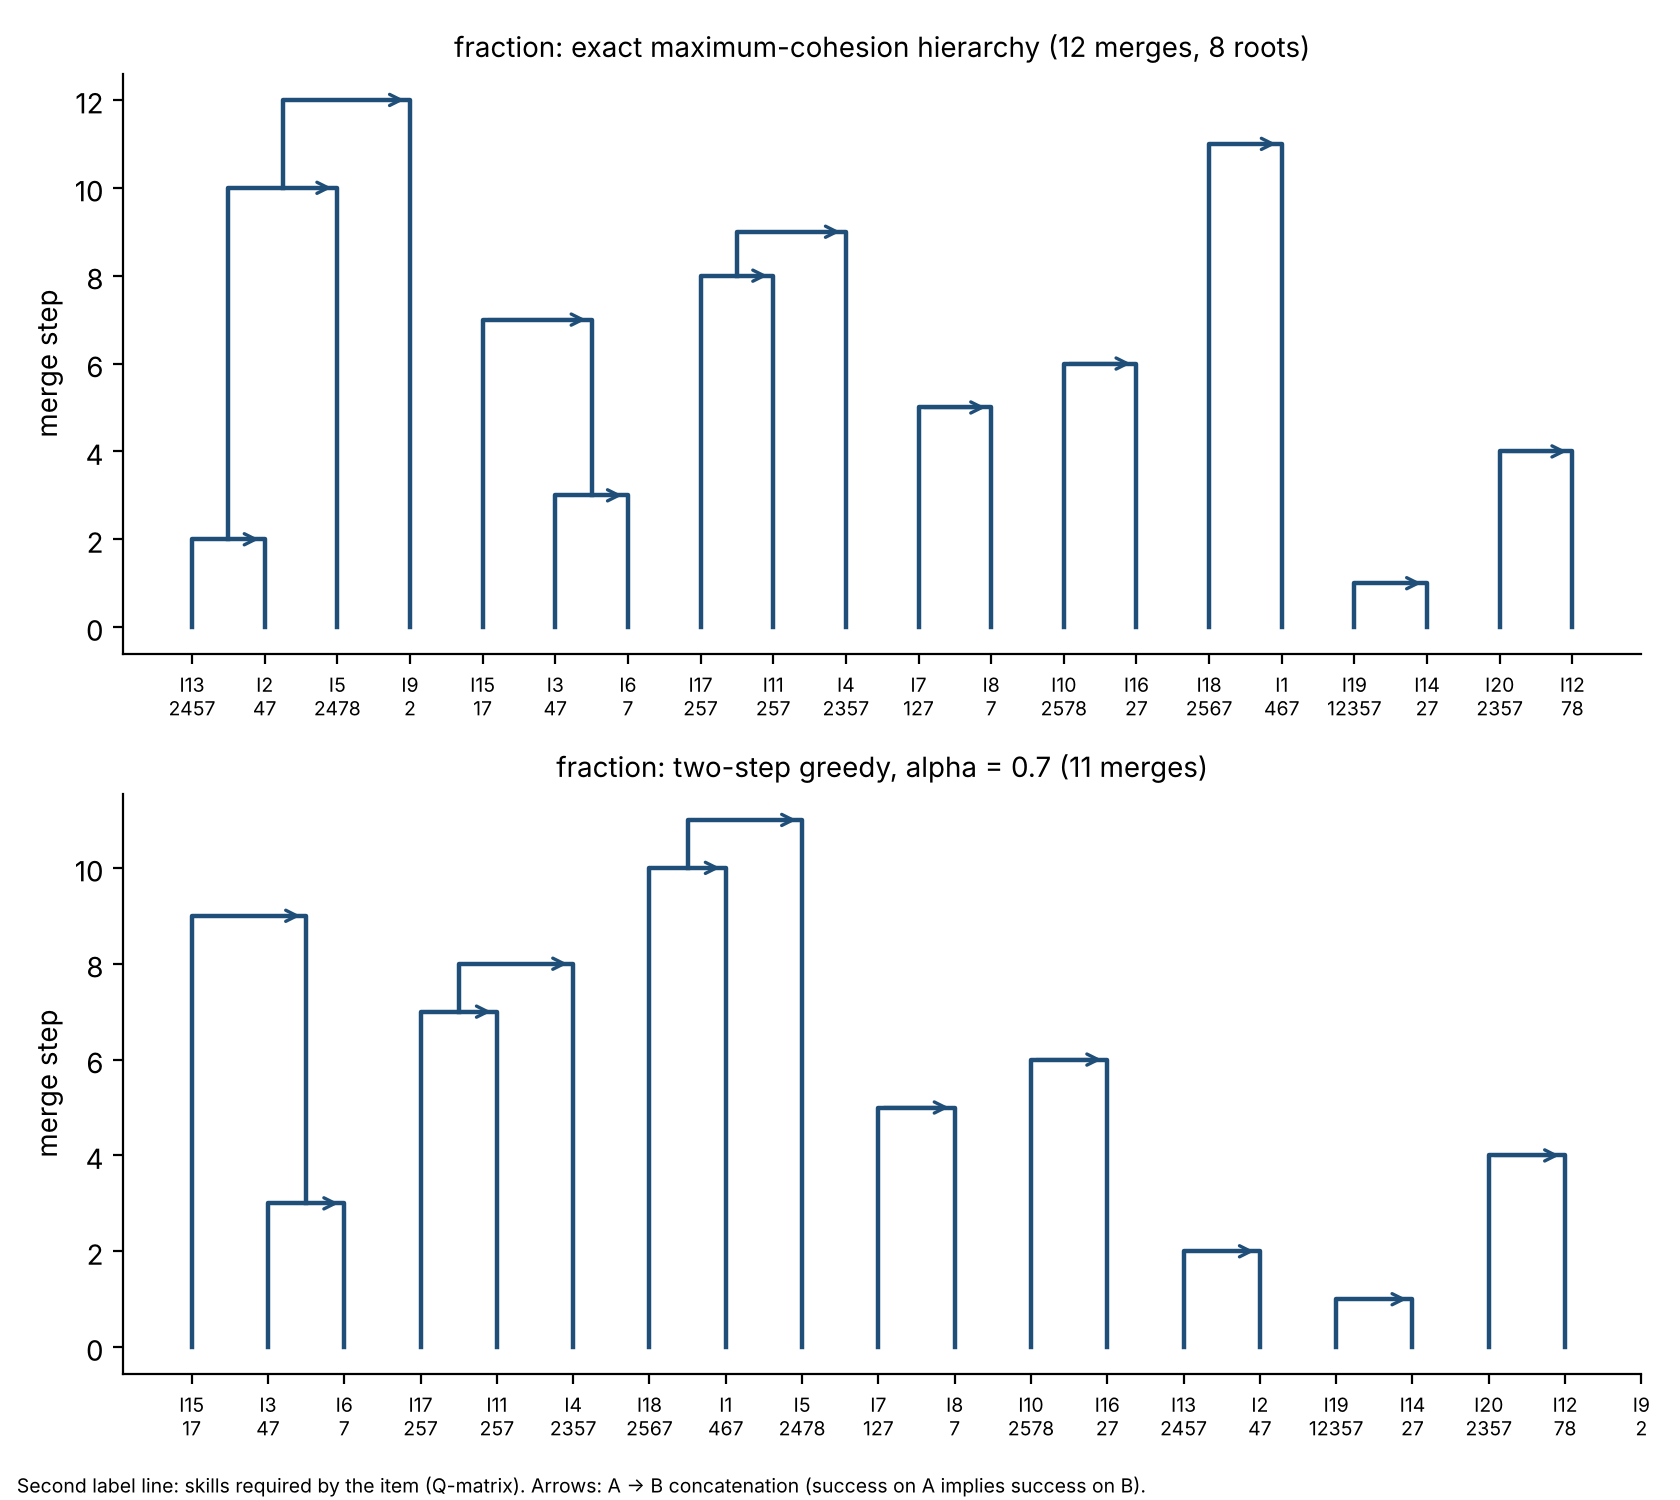 fraction: exact maximum-cohesion hierarchy (12 merges, 8 roots)
12
10
8
6
4
2
0
merge step
I13 I2 I5 I9 I15 I3 I6 I17 I11 I4 I7 I8 I10 I16 I18 I1 I19 I14 I20 I12
2457 47 2478 2 17 47 7 257 257 2357 127 7 2578 27 2567 467 12357 27 2357 78
fraction: two-step greedy, alpha = 0.7 (11 merges)
10
8
6
4
2
0
merge step
I15 I3 I6 I17 I11 I4 I18 I1 I5 I7 I8 I10 I16 I13 I2 I19 I14 I20 I12 I9
17 47 7 257 257 2357 2567 467 2478 127 7 2578 27 2457 47 12357 27 2357 78 2
Second label line: skills required by the item (Q-matrix). Arrows: A → B concatenation (success on A implies success on B).